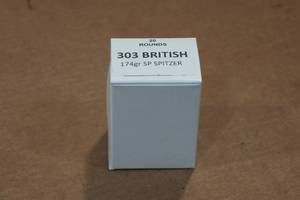 20
ROUNDS
303 BRITISH
174gr SP SPITZER